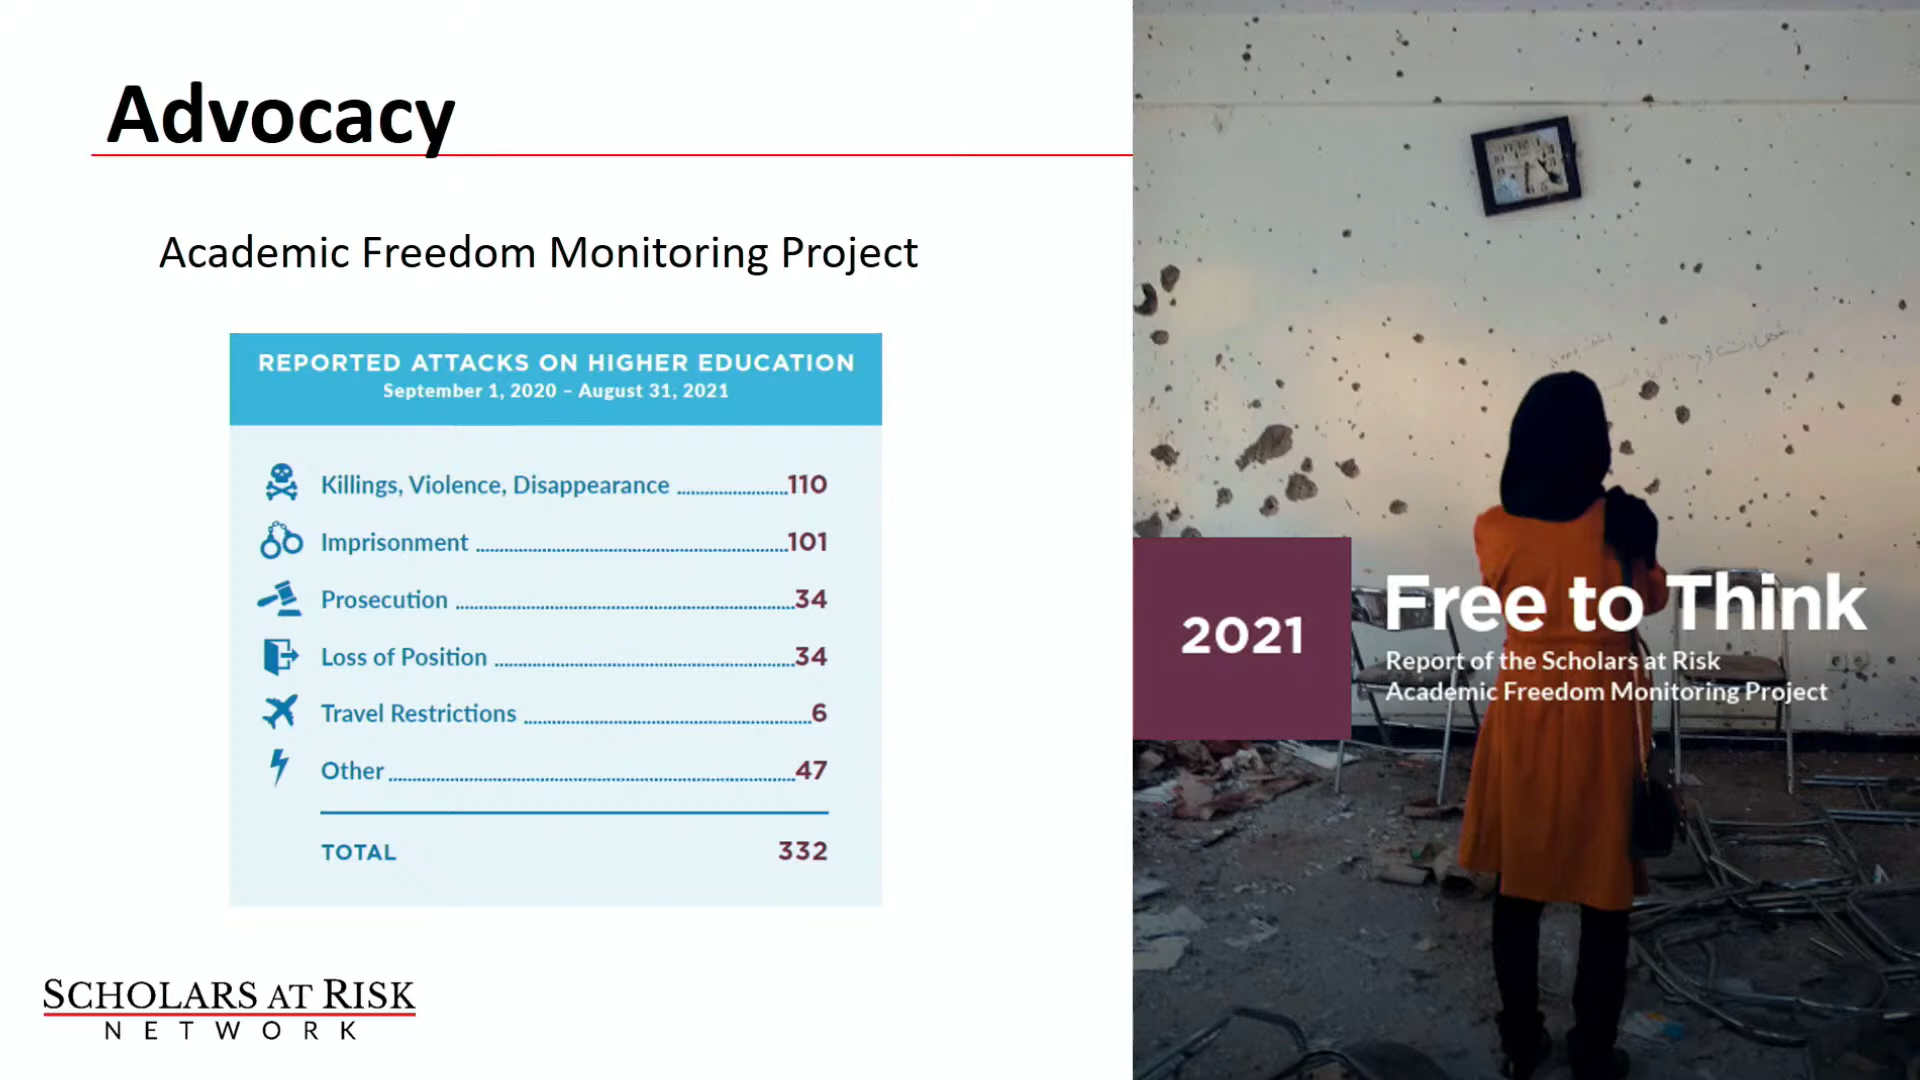 Advocacy
Academic Freedom Monitoring Project
REPORTED ATTACKS ON HIGHER EDUCATION
September 1, 2020 – August 31, 2021
Killings, Violence, Disappearance 110
Imprisonment 101
Prosecution 34
Loss of Position 34
Travel Restrictions 6
Other 47
TOTAL 332
SCHOLARS AT RISK
NETWORK
2021
Free to Think
Report of the Scholars at Risk
Academic Freedom Monitoring Project